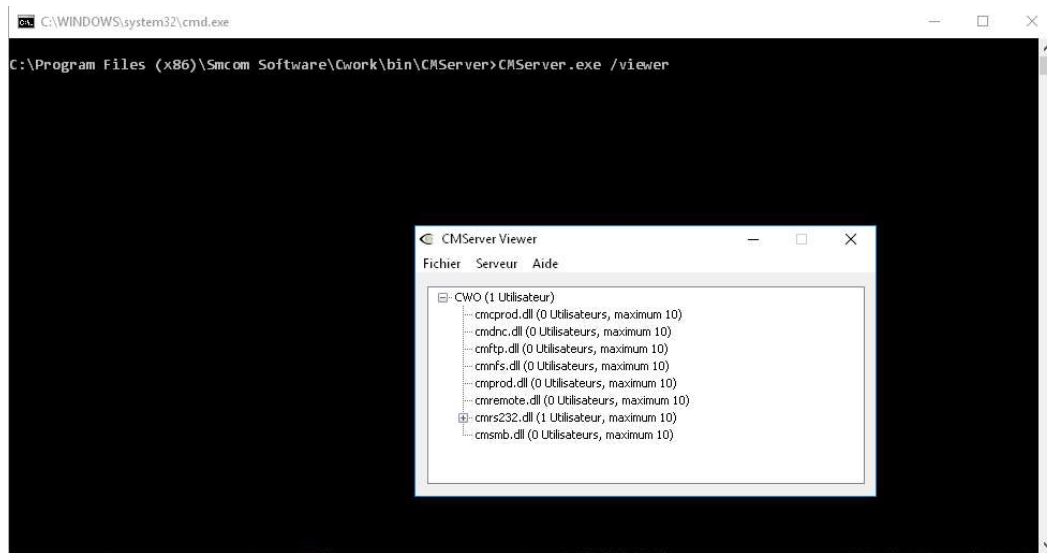 C:\WINDOWS\system32\cmd.exe
C:\Program Files (x86)\Smcom Software\Cwork\bin\CMServer>CMServer.exe /viewer
CMServer Viewer
Fichier Serveur Aide
CWO (1 Utilisateur)
cmcprod.dll (0 Utilisateurs, maximum 10)
cmdnc.dll (0 Utilisateurs, maximum 10)
cmftp.dll (0 Utilisateurs, maximum 10)
cmnfs.dll (0 Utilisateurs, maximum 10)
cmprod.dll (0 Utilisateurs, maximum 10)
cmremote.dll (0 Utilisateurs, maximum 10)
cmrs232.dll (1 Utilisateur, maximum 10)
cmsmb.dll (0 Utilisateurs, maximum 10)